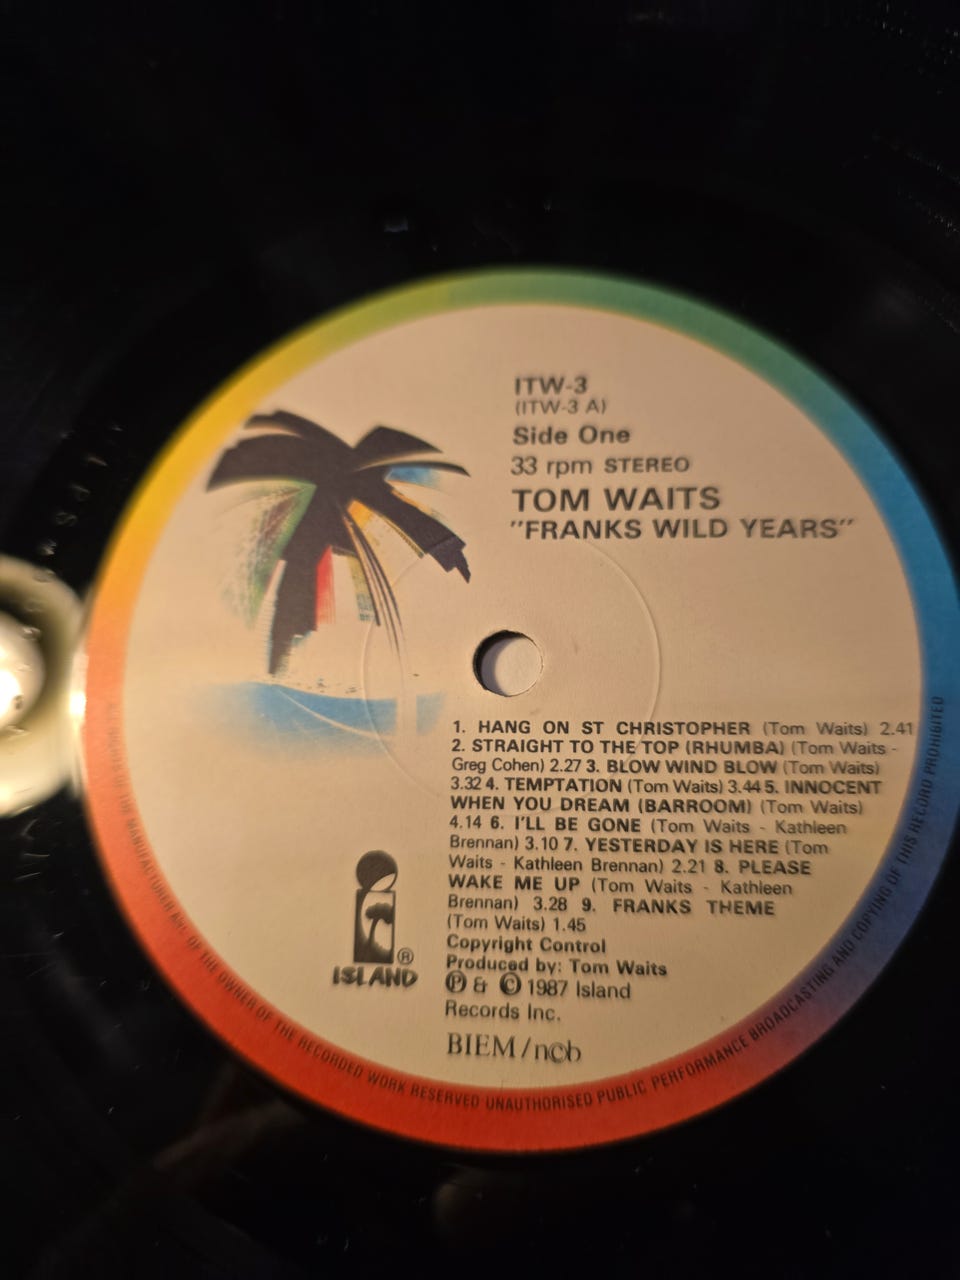 ITW-3
(ITW-3 A)
Side One
33 rpm STEREO
TOM WAITS
"FRANKS WILD YEARS"
1. HANG ON ST CHRISTOPHER (Tom Waits) 2.41
2. STRAIGHT TO THE TOP (RHUMBA) (Tom Waits -
Greg Cohen) 2.27 3. BLOW WIND BLOW (Tom Waits)
3.32 4. TEMPTATION (Tom Waits) 3.44 5. INNOCENT
WHEN YOU DREAM (BARROOM) (Tom Waits)
4.14 6. I'LL BE GONE (Tom Waits - Kathleen
Brennan) 3.10 7. YESTERDAY IS HERE (Tom
Waits - Kathleen Brennan) 2.21 8. PLEASE
WAKE ME UP (Tom Waits - Kathleen
Brennan) 3.28 9. FRANKS THEME
(Tom Waits) 1.45
Copyright Control
Produced by: Tom Waits
Ⓟ & © 1987 Island
Records Inc.
BIEM/ncb
ISLAND®
OF THE MANUFACTURER AND OF THE OWNER OF THE RECORDED WORK RESERVED UNAUTHORISED PUBLIC PERFORMANCE BROADCASTING AND COPYING OF THIS RECORD PROHIBITED